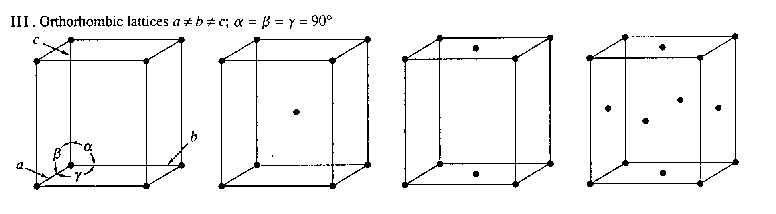 III. Orthorhombic lattices a ≠ b ≠ c; α = β = γ = 90°
c
β α b
a γ